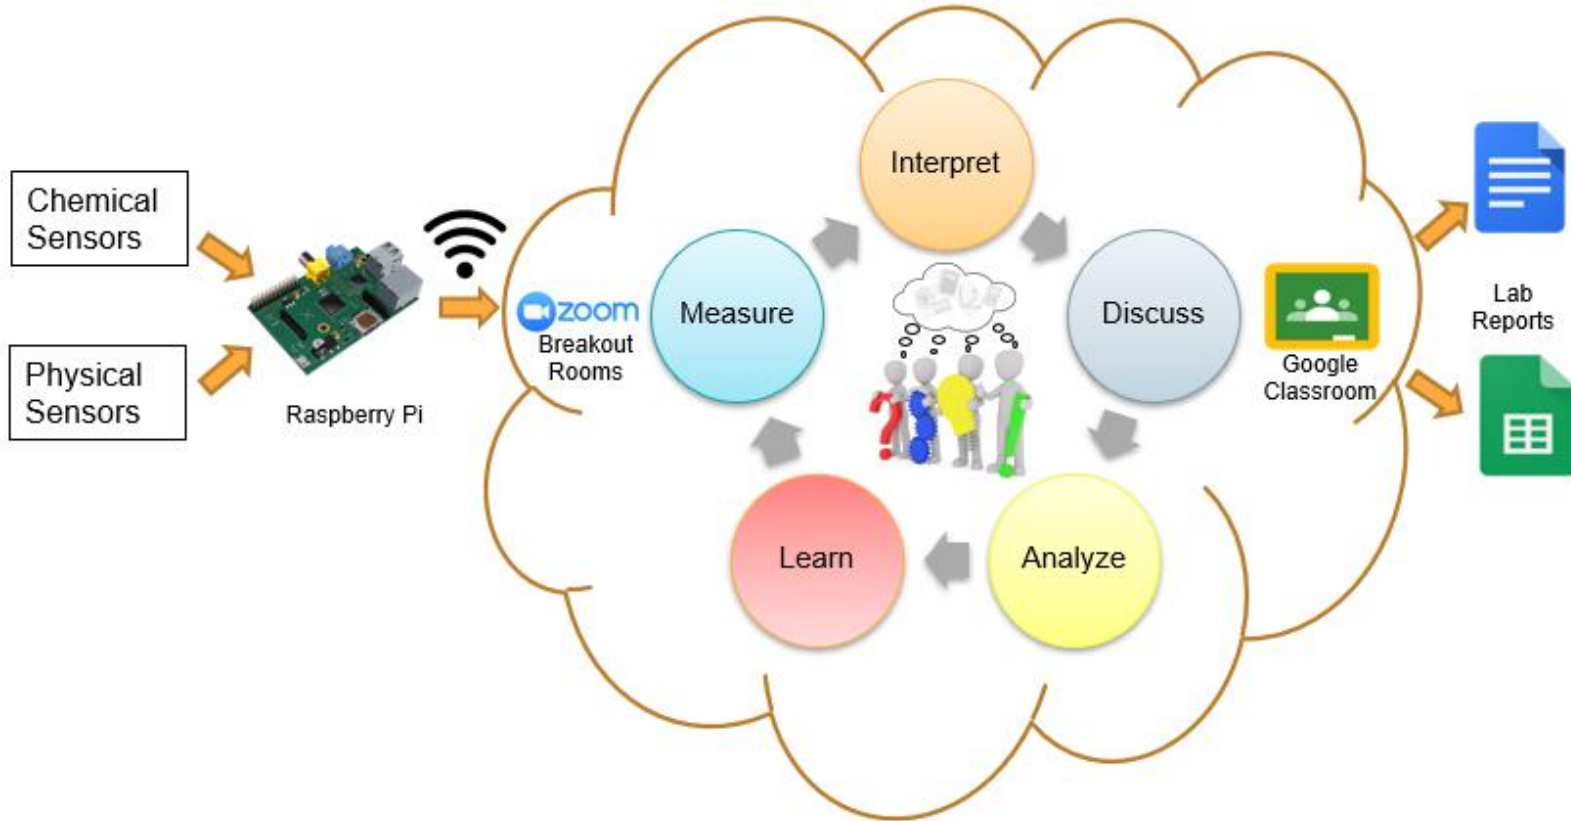 Chemical
Sensors
Physical
Sensors
Raspberry Pi
zoom
Breakout
Rooms
Measure
Interpret
Discuss
Analyze
Learn
Google
Classroom
Lab
Reports